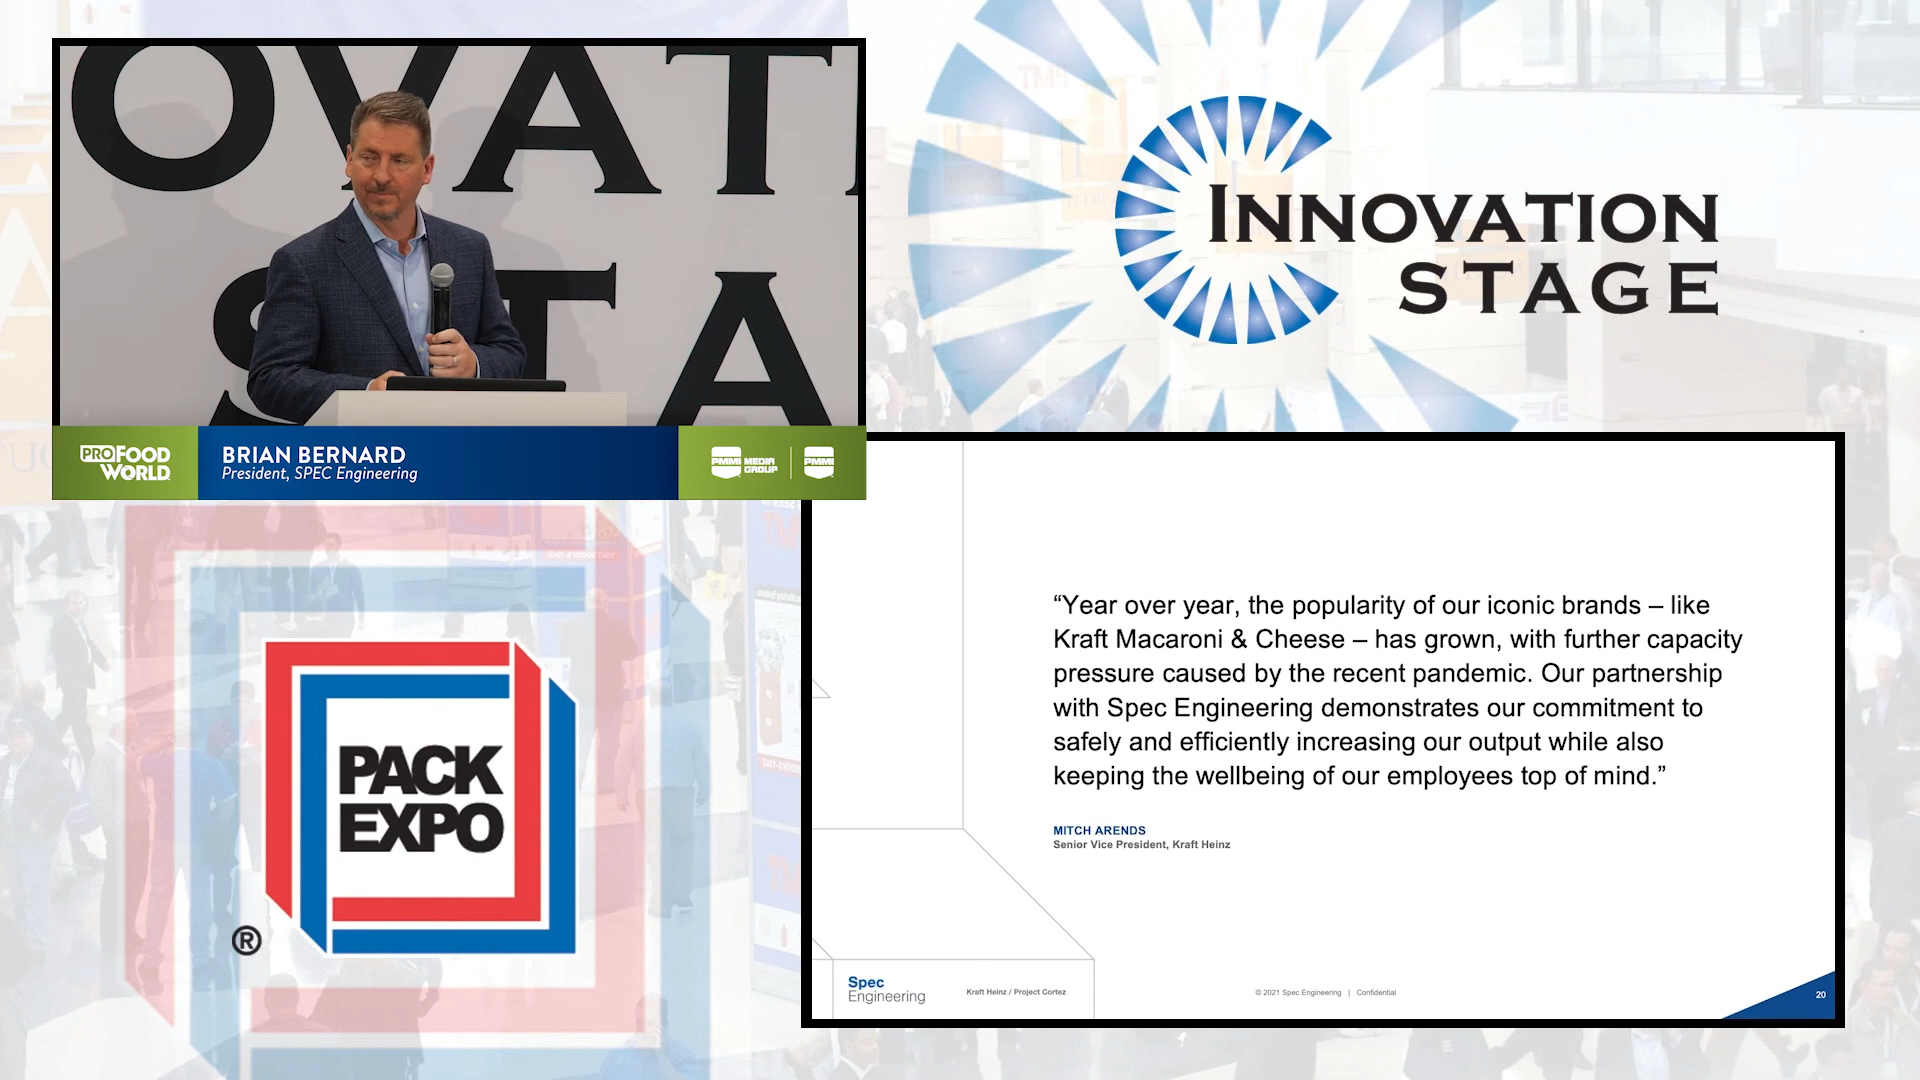 OVATI
STA
PRO FOOD
WORLD
BRIAN BERNARD
President, SPEC Engineering
PMMI MEDIA
GROUP
PMMI
INNOVATION
STAGE
PACK
EXPO
®
“Year over year, the popularity of our iconic brands – like
Kraft Macaroni & Cheese – has grown, with further capacity
pressure caused by the recent pandemic. Our partnership
with Spec Engineering demonstrates our commitment to
safely and efficiently increasing our output while also
keeping the wellbeing of our employees top of mind.”
MITCH ARENDS
Senior Vice President, Kraft Heinz
Spec
Engineering
Kraft Heinz / Project Cortez
© 2021 Spec Engineering | Confidential
20